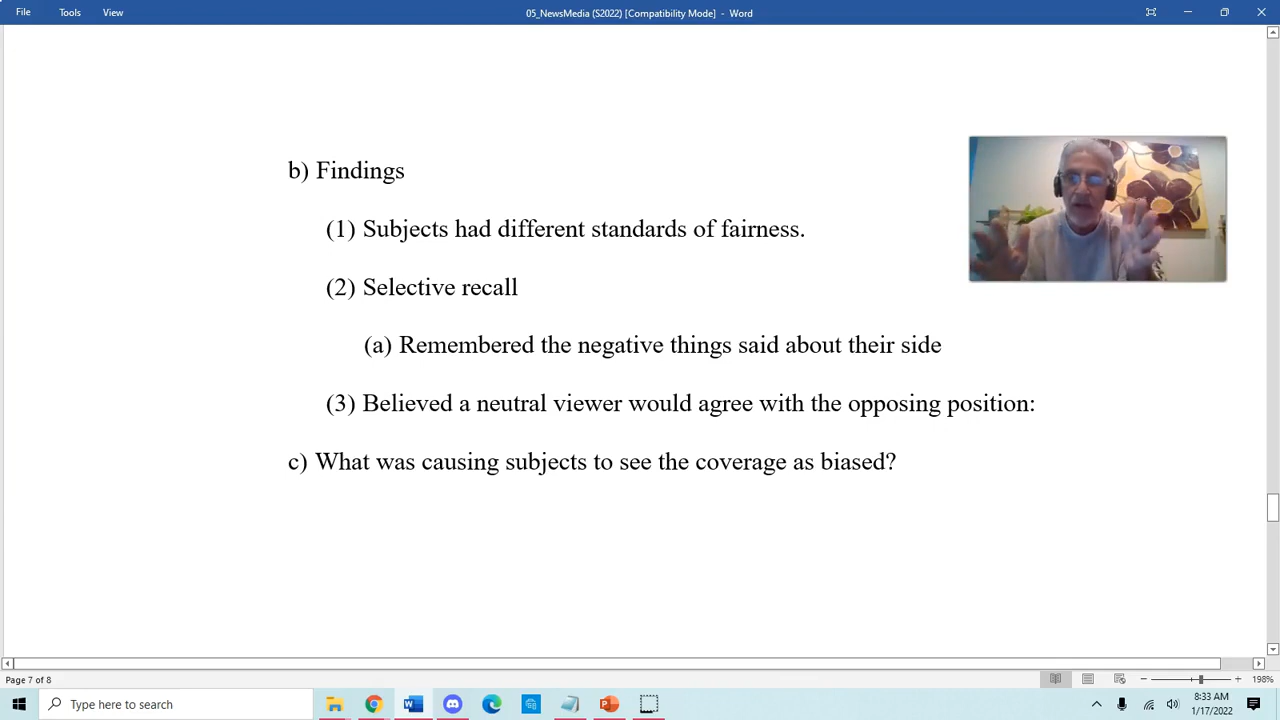 File Tools View 05_NewsMedia (S2022) [Compatibility Mode] - Word
b) Findings
(1) Subjects had different standards of fairness.
(2) Selective recall
(a) Remembered the negative things said about their side
(3) Believed a neutral viewer would agree with the opposing position:
c) What was causing subjects to see the coverage as biased?
Page 7 of 8 198%
Type here to search 8:33 AM
1/17/2022